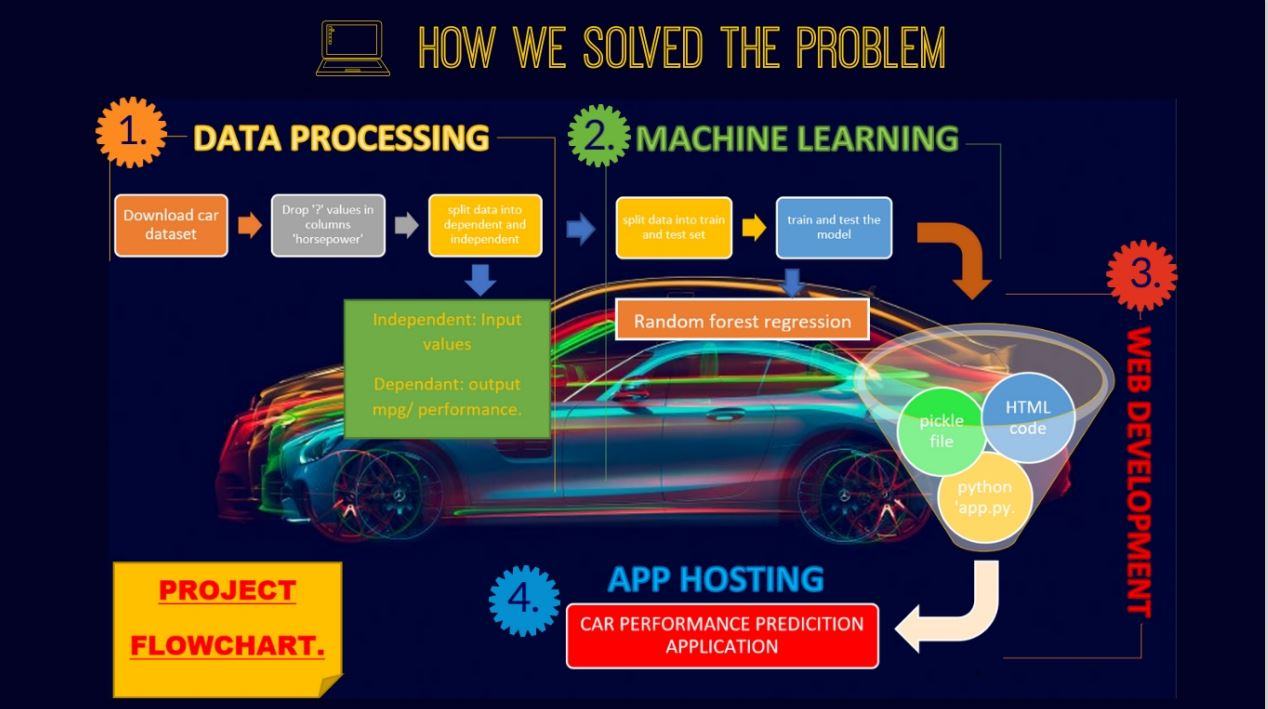 HOW WE SOLVED THE PROBLEM
1.
DATA PROCESSING
2.
MACHINE LEARNING
Download car
dataset
Drop '?' values in
columns
'horsepower'
split data into
dependent and
independent
split data into train
and test set
train and test the
model
Independent: Input
values
Dependant: output
mpg/ performance.
Random forest regression
3.
WEB DEVELOPMENT
pickle
file
HTML
code
python
'app.py.
4.
APP HOSTING
CAR PERFORMANCE PREDICITION
APPLICATION
PROJECT
FLOWCHART.